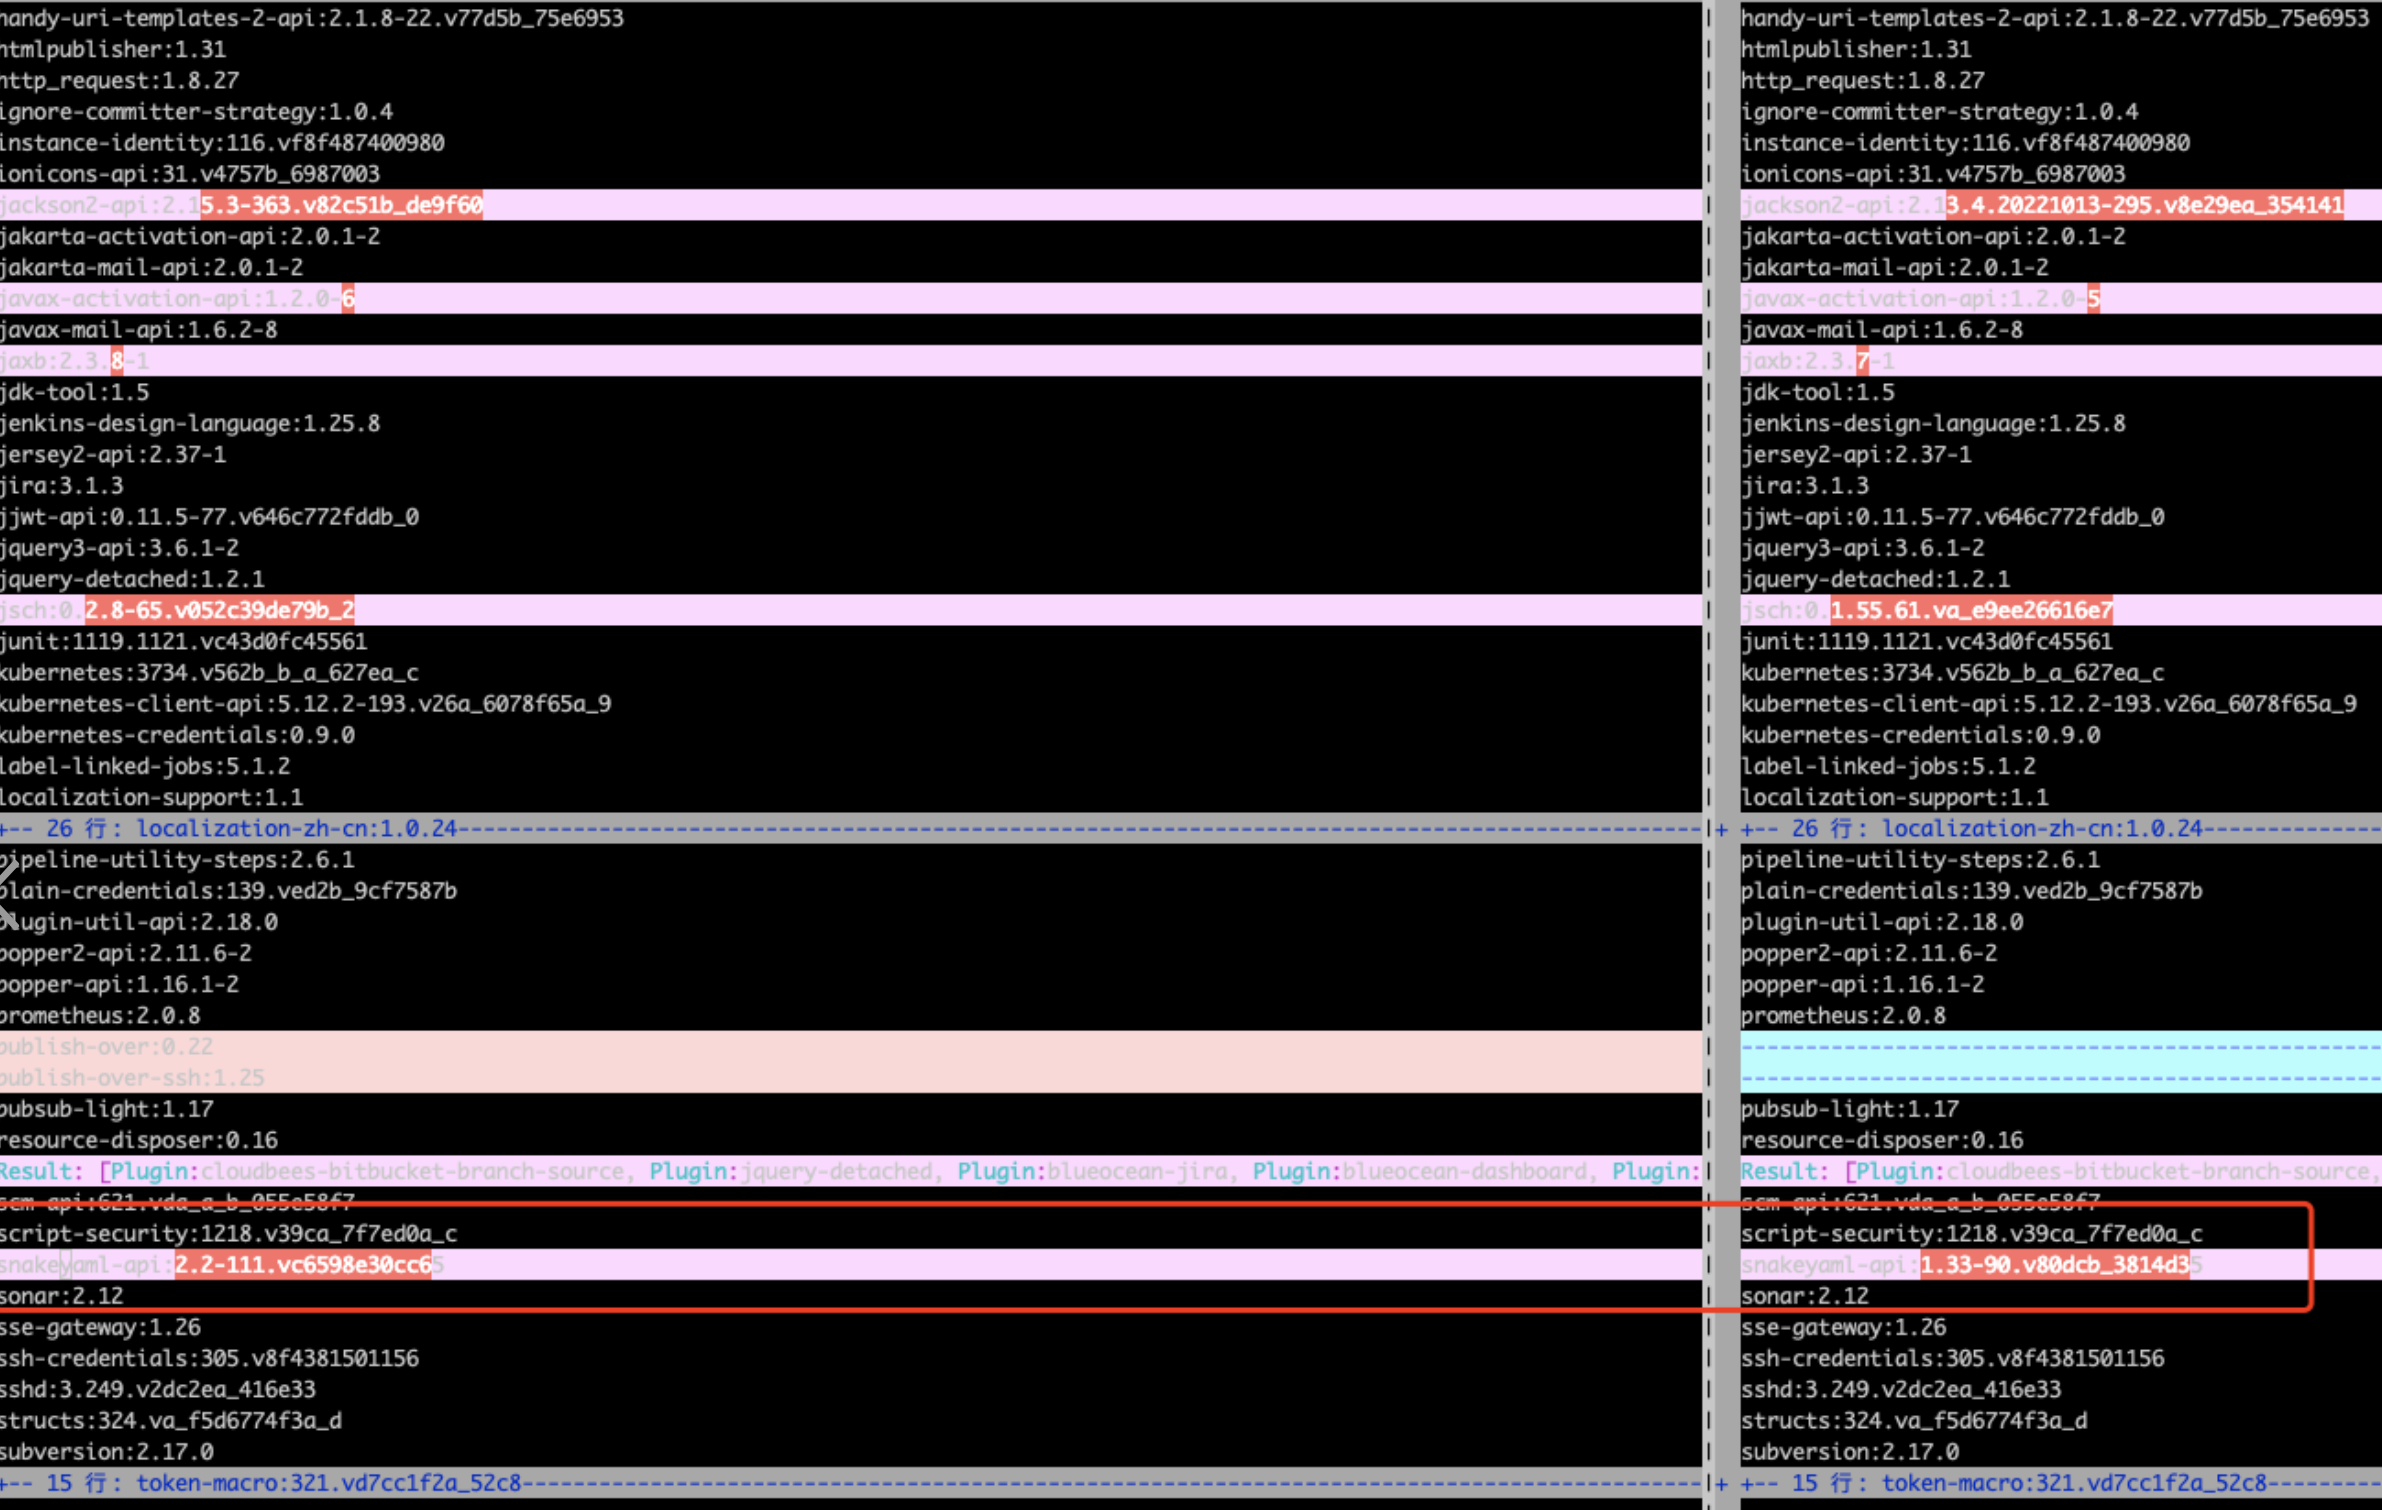 handy-uri-templates-2-api:2.1.8-22.v77d5b_75e6953
htmlpublisher:1.31
http_request:1.8.27
ignore-committer-strategy:1.0.4
instance-identity:116.vf8f487400980
ionicons-api:31.v4757b_6987003
jackson2-api:2.15.3-363.v82c51b_de9f60
jakarta-activation-api:2.0.1-2
jakarta-mail-api:2.0.1-2
javax-activation-api:1.2.0-6
javax-mail-api:1.6.2-8
jaxb:2.3.8-1
jdk-tool:1.5
jenkins-design-language:1.25.8
jersey2-api:2.37-1
jira:3.1.3
jjwt-api:0.11.5-77.v646c772fddb_0
jquery3-api:3.6.1-2
jquery-detached:1.2.1
jsch:0.2.8-65.v052c39de79b_2
junit:1119.1121.vc43d0fc45561
kubernetes:3734.v562b_b_a_627ea_c
kubernetes-client-api:5.12.2-193.v26a_6078f65a_9
kubernetes-credentials:0.9.0
label-linked-jobs:5.1.2
localization-support:1.1
+-- 26 行: localization-zh-cn:1.0.24
pipeline-utility-steps:2.6.1
plain-credentials:139.ved2b_9cf7587b
plugin-util-api:2.18.0
popper2-api:2.11.6-2
popper-api:1.16.1-2
prometheus:2.0.8
publish-over:0.22
publish-over-ssh:1.25
pubsub-light:1.17
resource-disposer:0.16
Result: [Plugin:cloudbees-bitbucket-branch-source, Plugin:jquery-detached, Plugin:blueocean-jira, Plugin:blueocean-dashboard, Plugin:
scm-api:621.vda_a_b_055e58f7
script-security:1218.v39ca_7f7ed0a_c
snakeyaml-api:2.2-111.vc6598e30cc65
sonar:2.12
sse-gateway:1.26
ssh-credentials:305.v8f4381501156
sshd:3.249.v2dc2ea_416e33
structs:324.va_f5d6774f3a_d
subversion:2.17.0
+-- 15 行: token-macro:321.vd7cc1f2a_52c8
handy-uri-templates-2-api:2.1.8-22.v77d5b_75e6953
htmlpublisher:1.31
http_request:1.8.27
ignore-committer-strategy:1.0.4
instance-identity:116.vf8f487400980
ionicons-api:31.v4757b_6987003
jackson2-api:2.13.4.20221013-295.v8e29ea_354141
jakarta-activation-api:2.0.1-2
jakarta-mail-api:2.0.1-2
javax-activation-api:1.2.0-5
javax-mail-api:1.6.2-8
jaxb:2.3.7-1
jdk-tool:1.5
jenkins-design-language:1.25.8
jersey2-api:2.37-1
jira:3.1.3
jjwt-api:0.11.5-77.v646c772fddb_0
jquery3-api:3.6.1-2
jquery-detached:1.2.1
jsch:0.1.55.61.va_e9ee26616e7
junit:1119.1121.vc43d0fc45561
kubernetes:3734.v562b_b_a_627ea_c
kubernetes-client-api:5.12.2-193.v26a_6078f65a_9
kubernetes-credentials:0.9.0
label-linked-jobs:5.1.2
localization-support:1.1
+ +-- 26 行: localization-zh-cn:1.0.24
pipeline-utility-steps:2.6.1
plain-credentials:139.ved2b_9cf7587b
plugin-util-api:2.18.0
popper2-api:2.11.6-2
popper-api:1.16.1-2
prometheus:2.0.8
pubsub-light:1.17
resource-disposer:0.16
Result: [Plugin:cloudbees-bitbucket-branch-source,
scm-api:621.vda_a_b_055e58f7
script-security:1218.v39ca_7f7ed0a_c
snakeyaml-api:1.33-90.v80dcb_3814d35
sonar:2.12
sse-gateway:1.26
ssh-credentials:305.v8f4381501156
sshd:3.249.v2dc2ea_416e33
structs:324.va_f5d6774f3a_d
subversion:2.17.0
+ +-- 15 行: token-macro:321.vd7cc1f2a_52c8